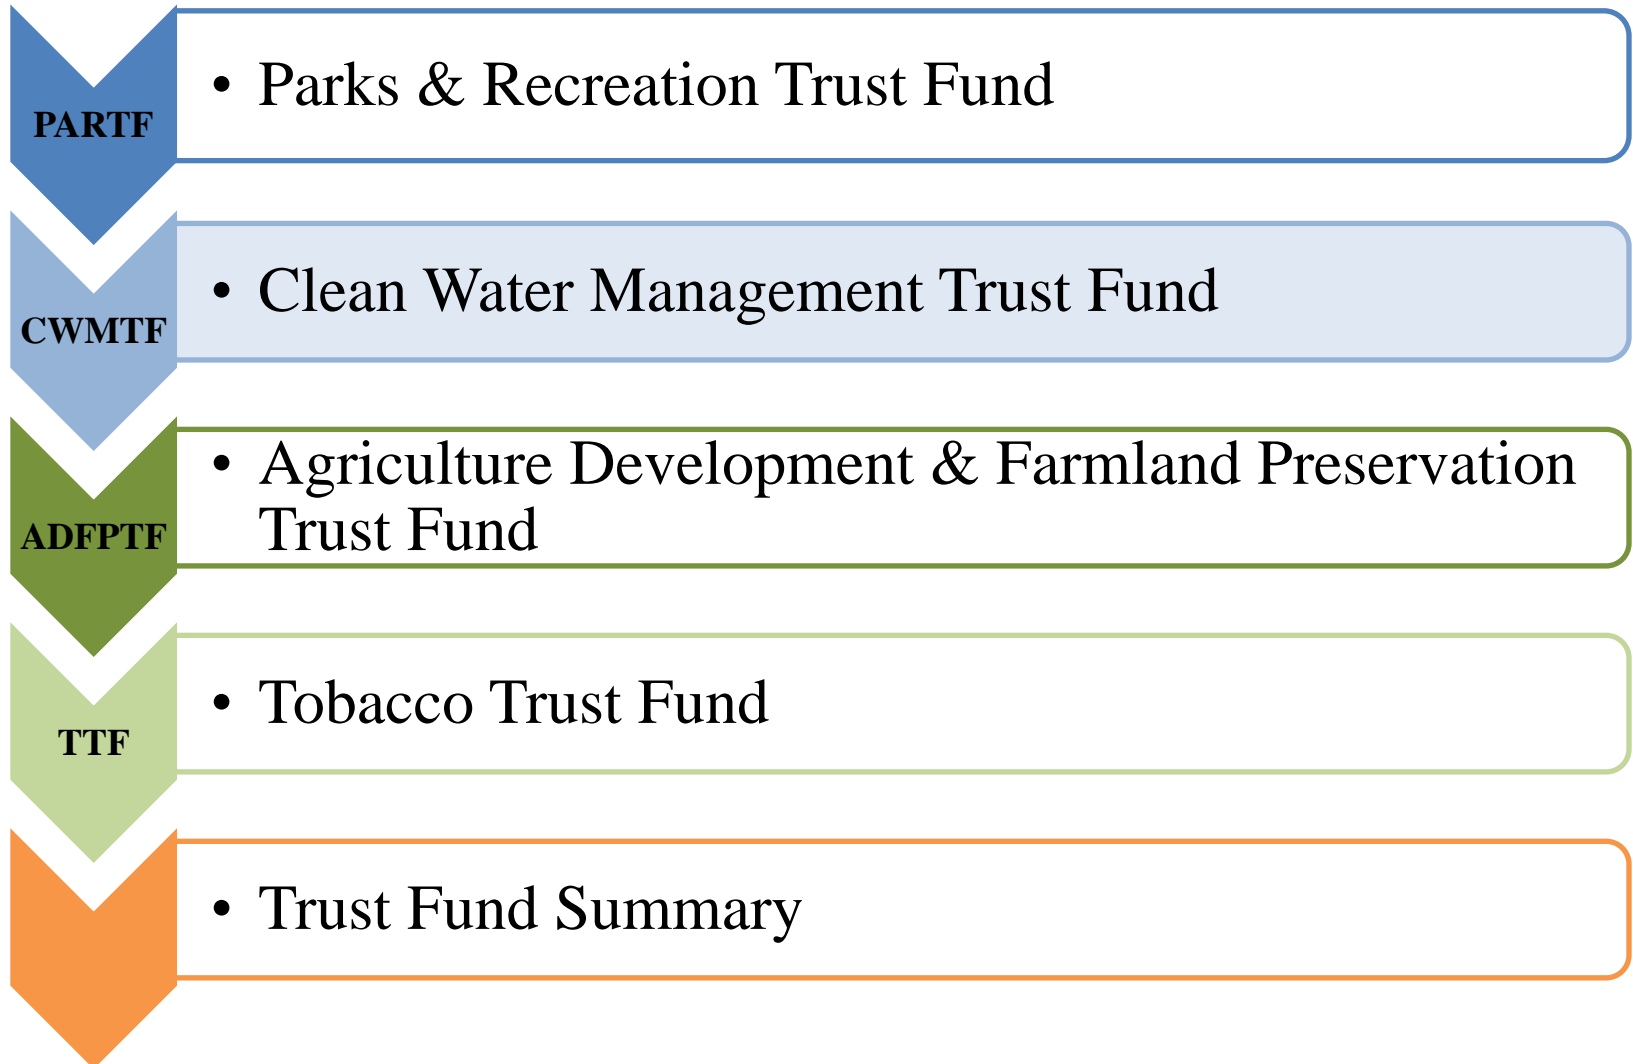 PARTF
• Parks & Recreation Trust Fund
CWMTF
• Clean Water Management Trust Fund
ADFPTF
• Agriculture Development & Farmland Preservation
Trust Fund
TTF
• Tobacco Trust Fund
• Trust Fund Summary